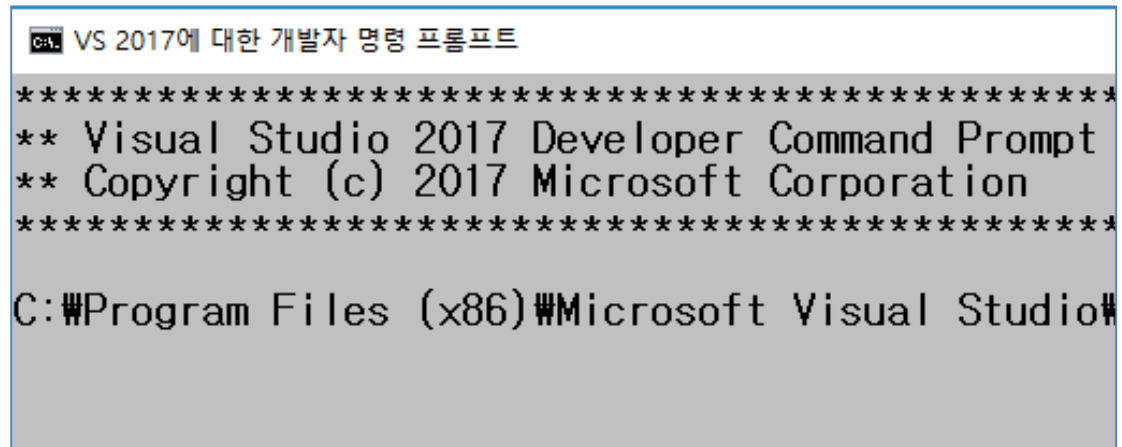 VS 2017에 대한 개발자 명령 프롬프트
**********************************************
** Visual Studio 2017 Developer Command Prompt
** Copyright (c) 2017 Microsoft Corporation
**********************************************
C:₩Program Files (x86)₩Microsoft Visual Studio₩